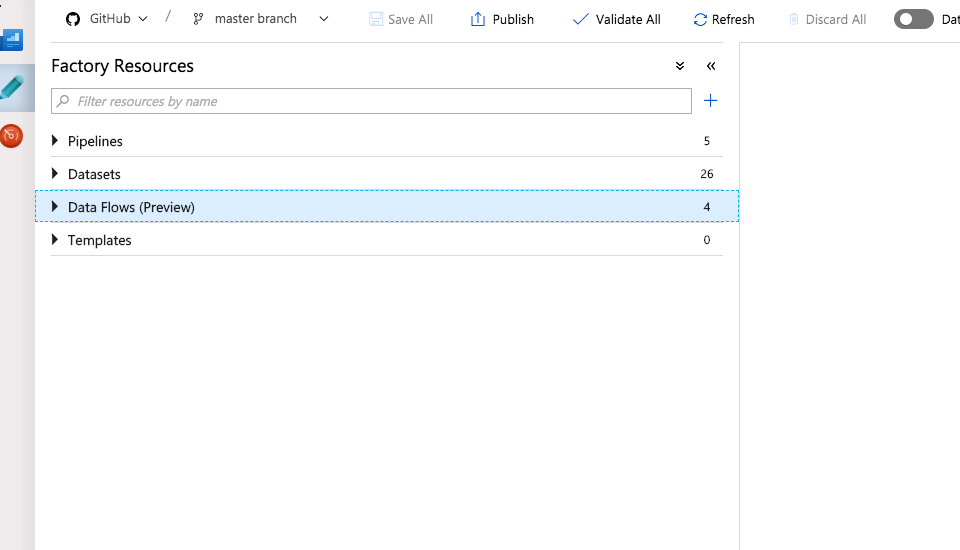 GitHub / master branch Save All Publish Validate All Refresh Discard All Dat
Factory Resources
Filter resources by name
Pipelines 5
Datasets 26
Data Flows (Preview) 4
Templates 0